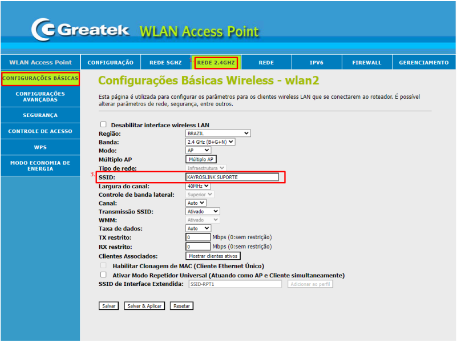 Greatek WLAN Access Point
WLAN Access Point CONFIGURAÇÃO REDE 5GHZ REDE 2.4GHZ REDE IPV6 FIREWALL GERENCIAMENTO
CONFIGURAÇÕES BÁSICAS
CONFIGURAÇÕES
AVANÇADAS
SEGURANÇA
CONTROLE DE ACESSO
WPS
MODO ECONOMIA DE
ENERGIA
Configurações Básicas Wireless - wlan2
Esta página é utilizada para configurar os parâmetros para os clientes wireless LAN que se conectarem ao roteador. É possível
alterar parâmetros de rede, segurança, entre outros.
Desabilitar interface wireless LAN
Região: BRAZIL
Banda: 2.4 GHz (B+G+N)
Modo: AP
Múltiplo AP Múltiplo AP
Tipo de rede: Infraestrutura
SSID: KAYROSLINK SUPORTE
Largura do canal: 40MHz
Controle de banda lateral: Superior
Canal: Auto
Transmissão SSID: Ativado
WMM: Ativado
Taxa de dados: Auto
TX restrito: 0 Mbps (0:sem restrição)
RX restrito: 0 Mbps (0:sem restrição)
Clientes Associados: Mostrar clientes ativos
Habilitar Clonagem de MAC (Cliente Ethernet Único)
Ativar Modo Repetidor Universal (Atuando como AP e Cliente simultaneamente)
SSID de Interface Extendida: SSID-RPT1 Adicionar ao perfil
Salvar Salvar & Aplicar Resetar